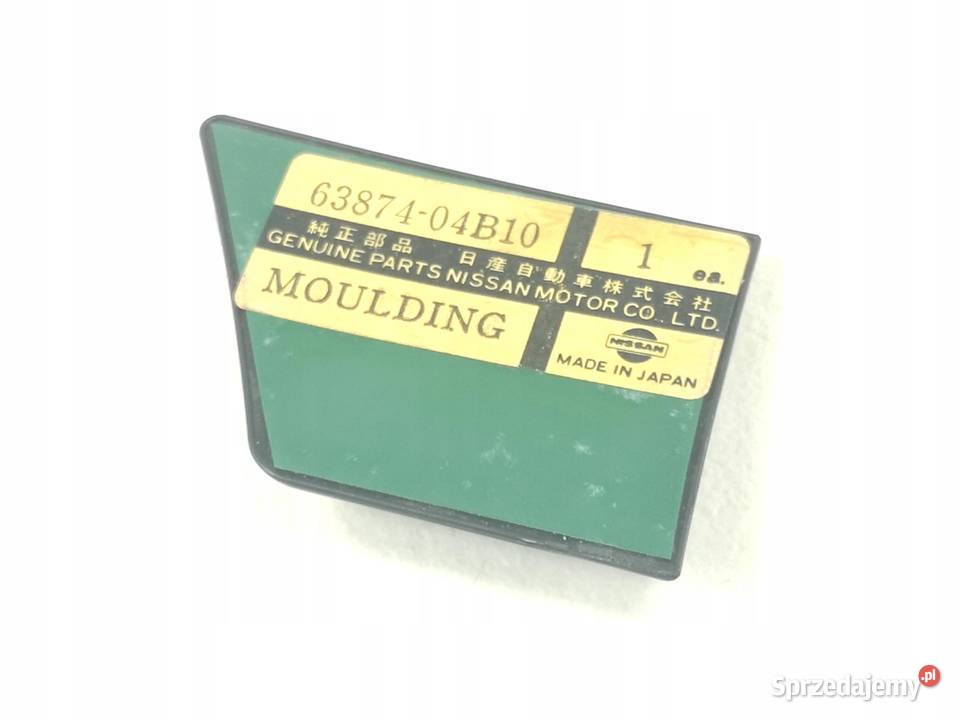 63874-04B10 1 ea.
純正部品 日産自動車株式会社
GENUINE PARTS NISSAN MOTOR CO., LTD.
MOULDING
NISSAN
MADE IN JAPAN
Sprzedajemy.pl